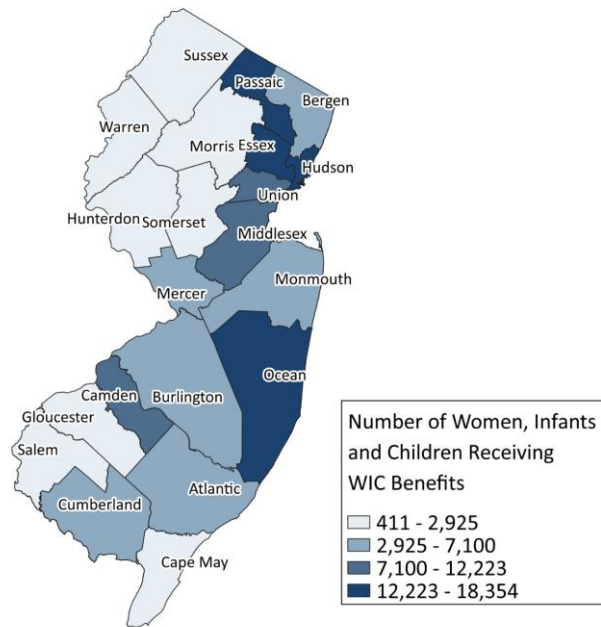 Sussex
Passaic
Bergen
Warren
Morris Essex
Hudson
Union
Hunterdon
Somerset
Middlesex
Monmouth
Mercer
Ocean
Camden
Burlington
Gloucester
Salem
Atlantic
Cumberland
Cape May
Number of Women, Infants
and Children Receiving
WIC Benefits
411 - 2,925
2,925 - 7,100
7,100 - 12,223
12,223 - 18,354